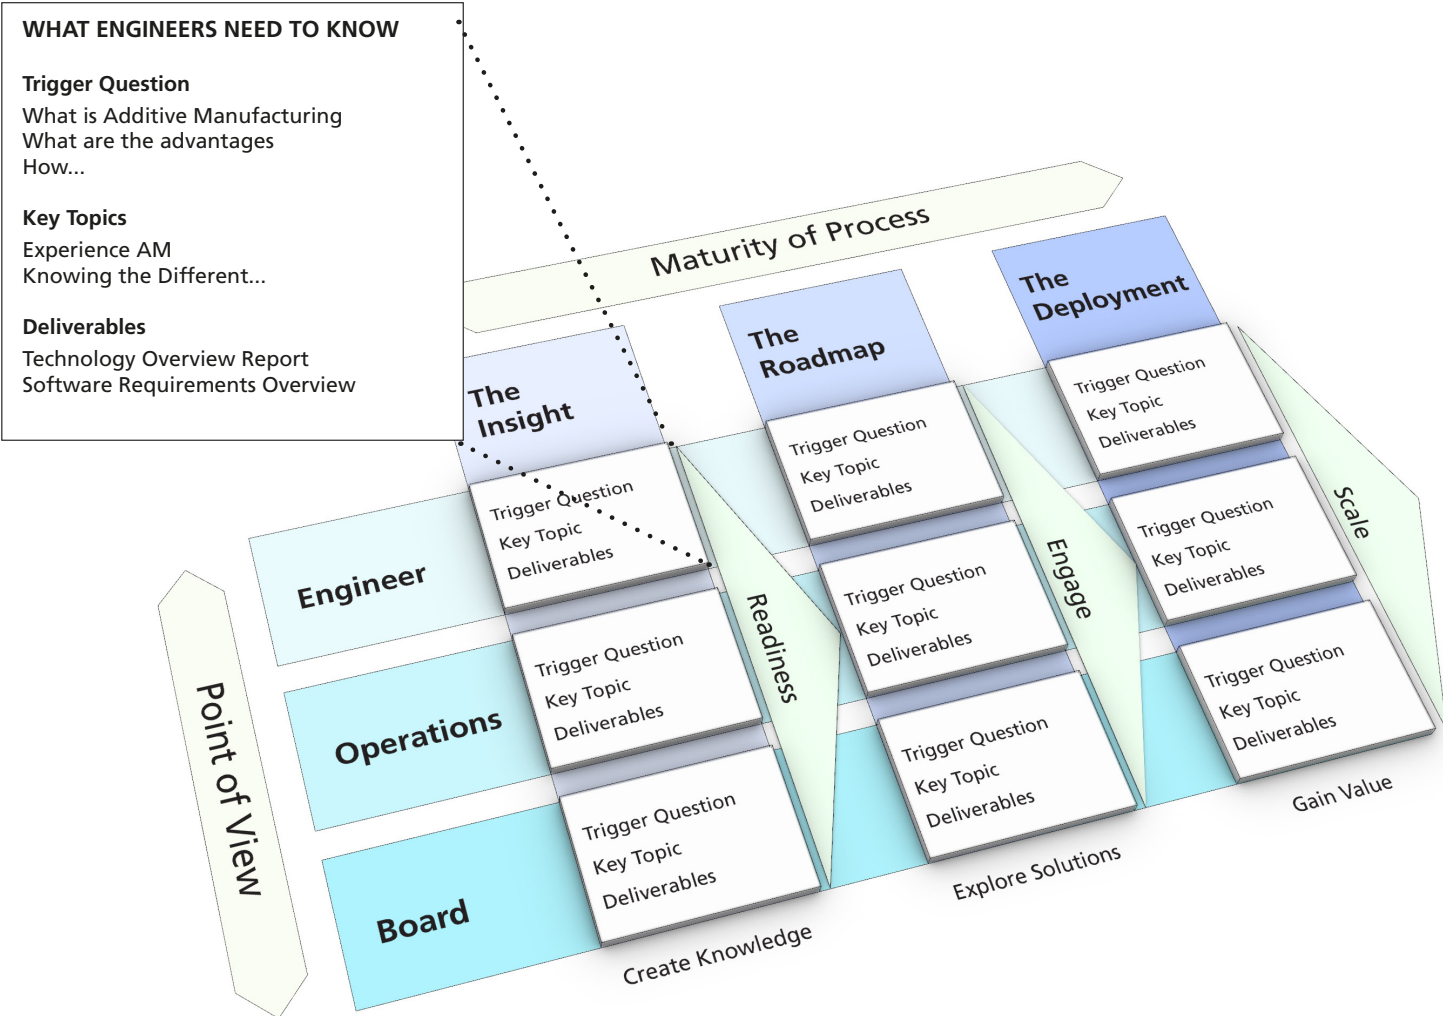 WHAT ENGINEERS NEED TO KNOW
Trigger Question
What is Additive Manufacturing
What are the advantages
How...
Key Topics
Experience AM
Knowing the Different...
Deliverables
Technology Overview Report
Software Requirements Overview
Maturity of Process
The
Insight
The
Roadmap
The
Deployment
Point of View
Engineer
Trigger Question
Key Topic
Deliverables
Readiness
Trigger Question
Key Topic
Deliverables
Engage
Trigger Question
Key Topic
Deliverables
Scale
Operations
Trigger Question
Key Topic
Deliverables
Trigger Question
Key Topic
Deliverables
Trigger Question
Key Topic
Deliverables
Board
Trigger Question
Key Topic
Deliverables
Trigger Question
Key Topic
Deliverables
Trigger Question
Key Topic
Deliverables
Create Knowledge
Explore Solutions
Gain Value